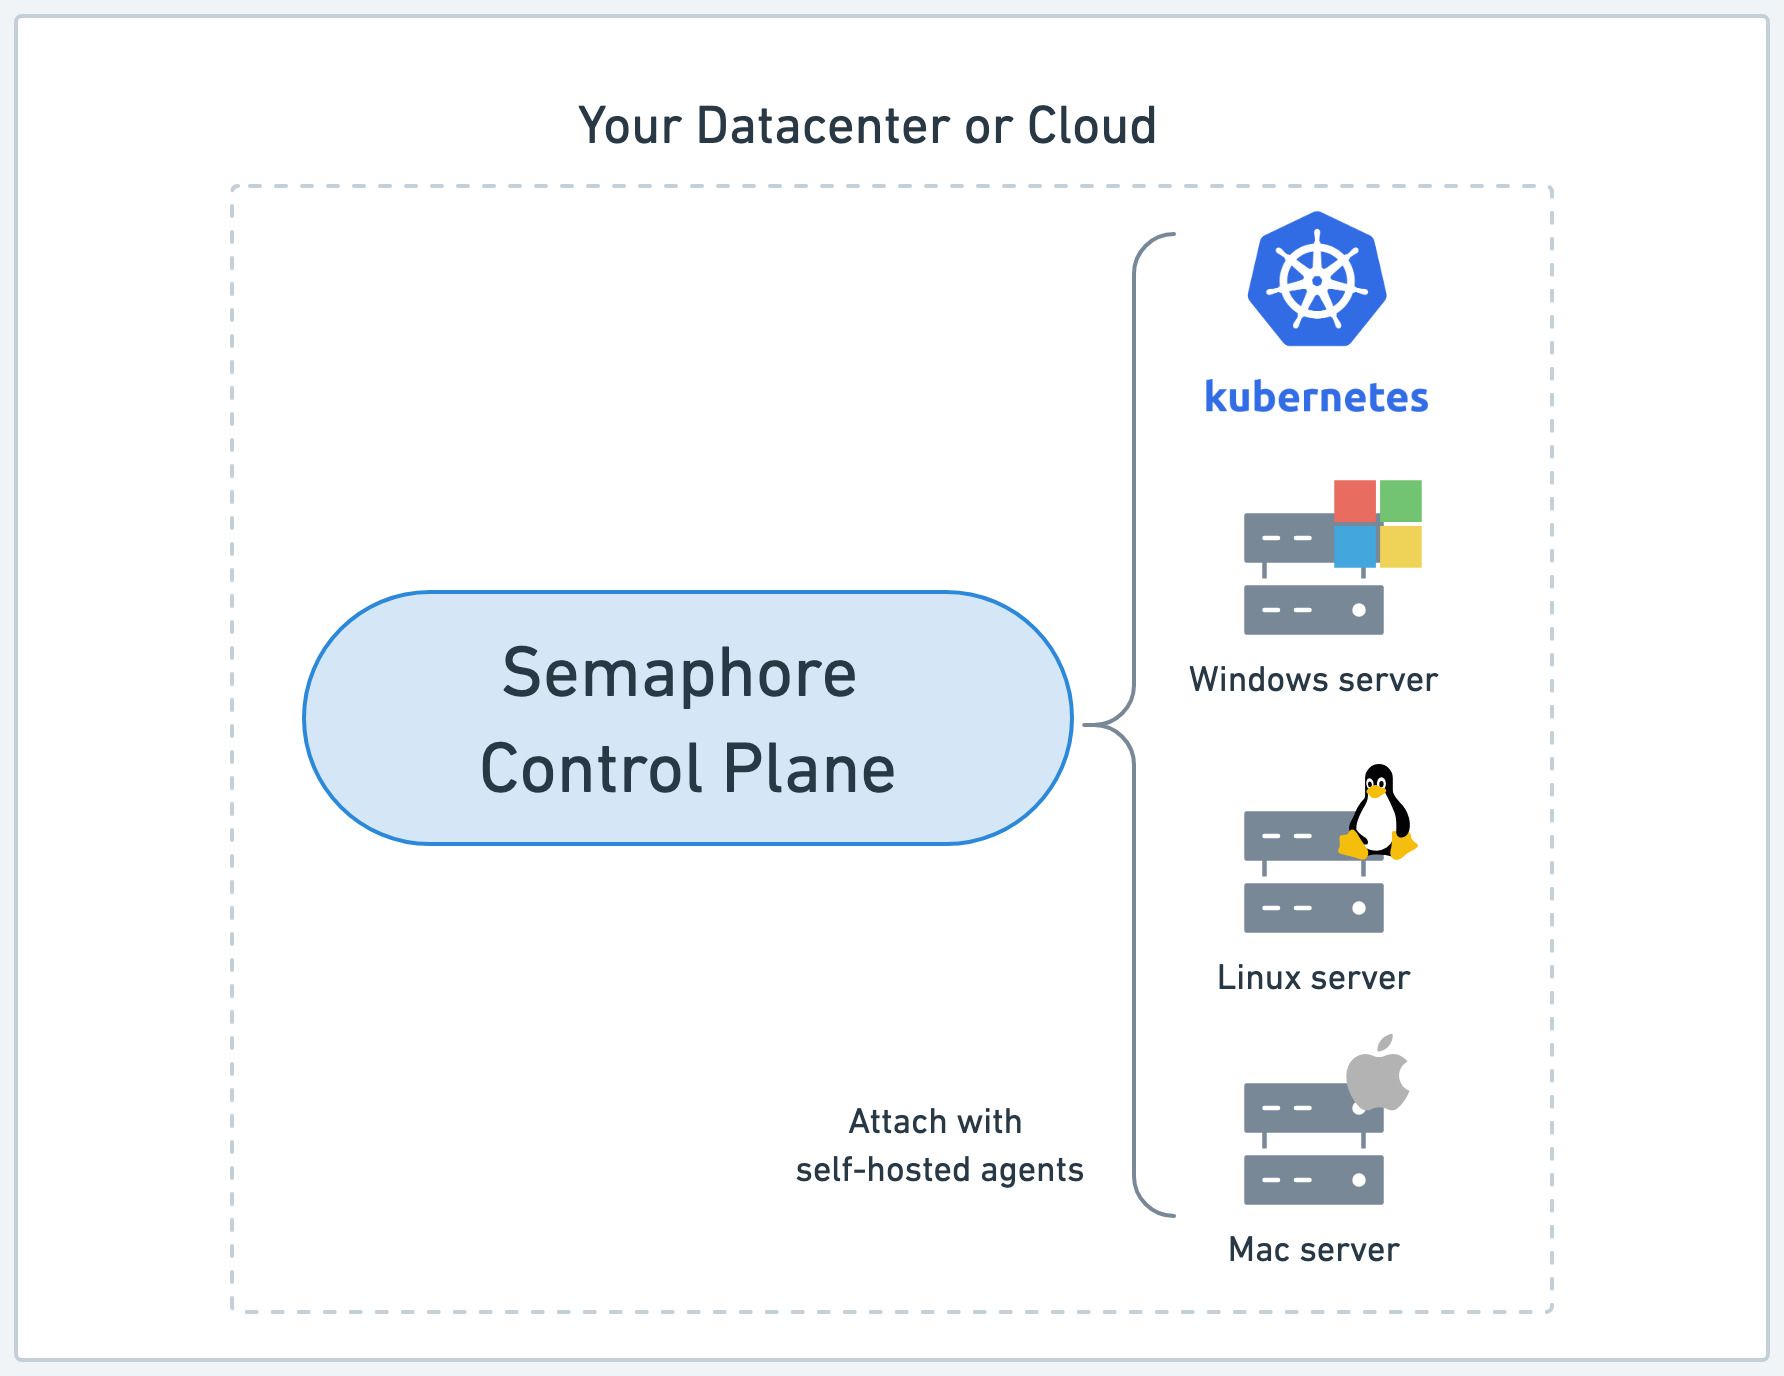 Your Datacenter or Cloud
kubernetes
Windows server
Semaphore
Control Plane
Linux server
Attach with
self-hosted agents
Mac server